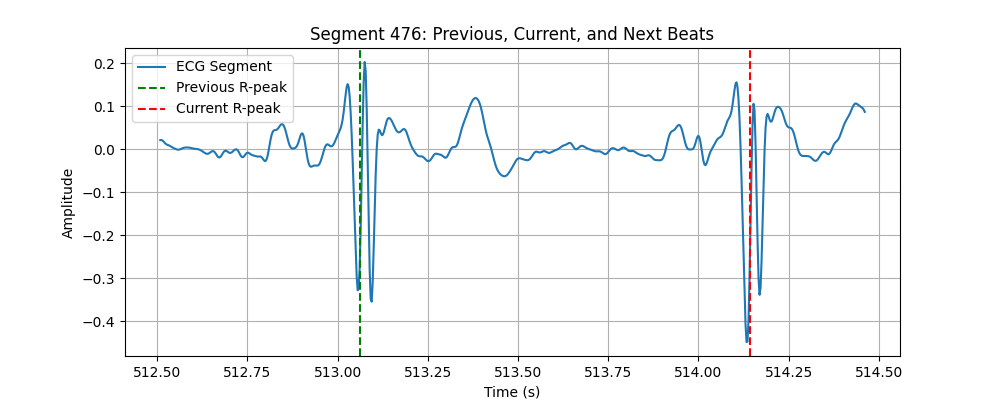 Segment 476: Previous, Current, and Next Beats
ECG Segment
Previous R-peak
Current R-peak
0.2
0.1
0.0
−0.1
−0.2
−0.3
−0.4
Amplitude
512.50 512.75 513.00 513.25 513.50 513.75 514.00 514.25 514.50
Time (s)